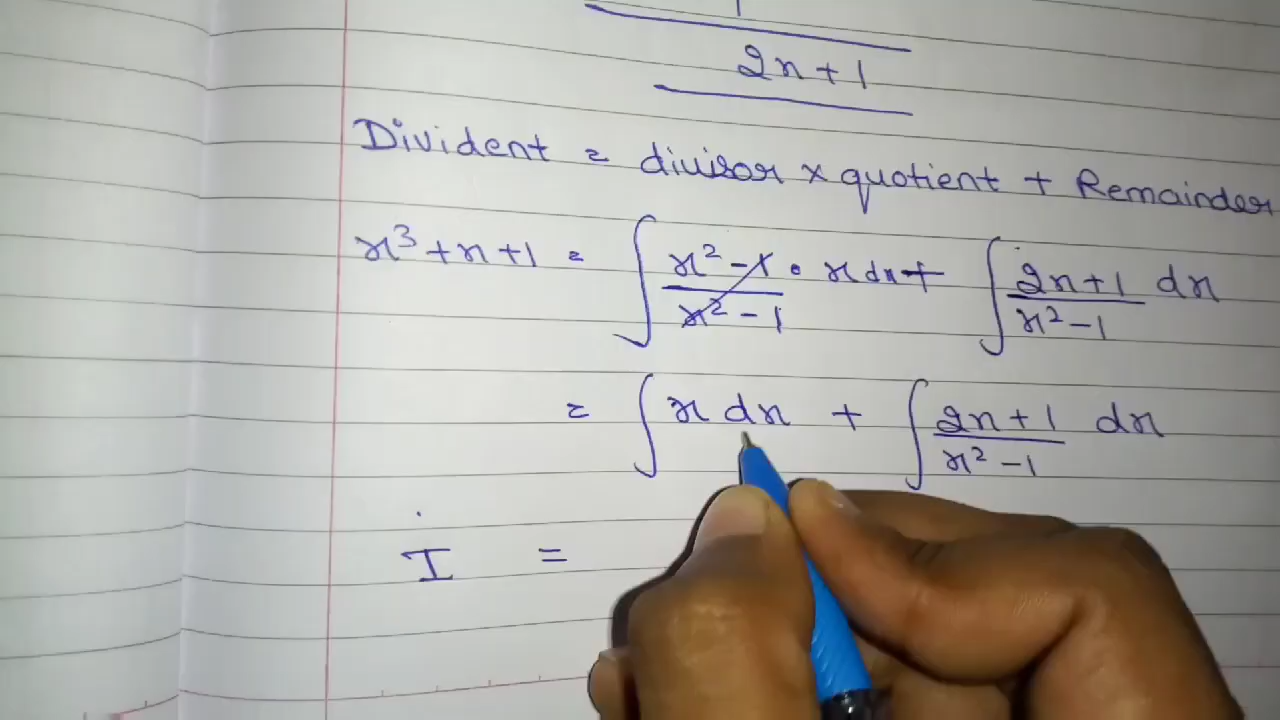 2x+1
Divident = divisor × quotient + Remainder
x³+x+1 = ∫ x²-1/x²-1 • x dx + ∫ 2x+1/x²-1 dx
= ∫ x dx + ∫ 2x+1/x²-1 dx
I =